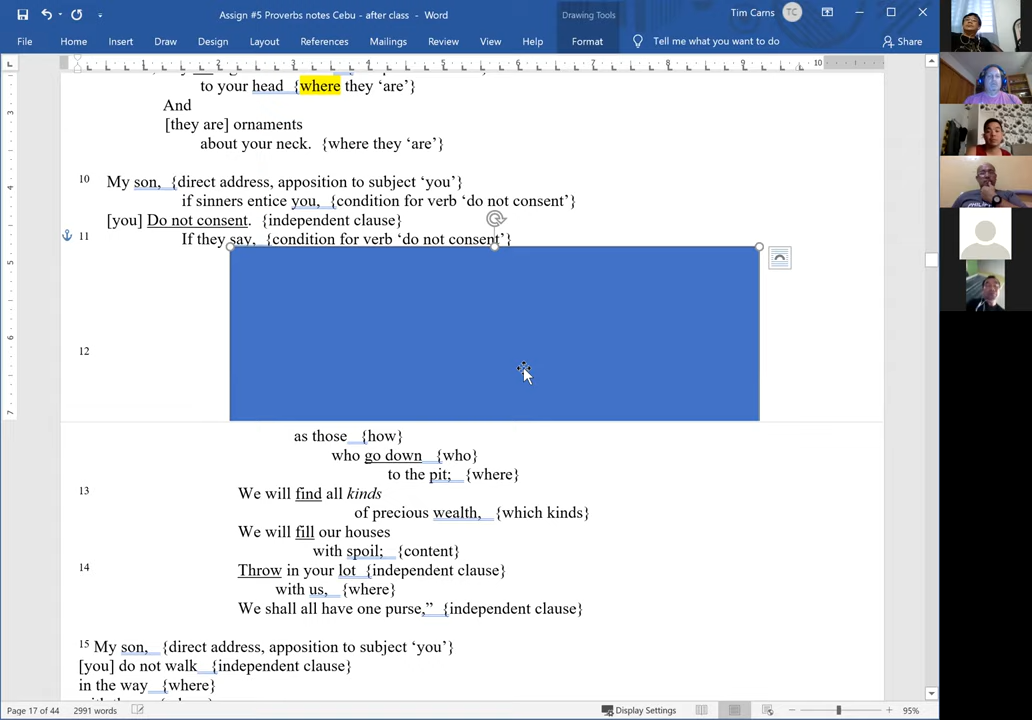 Assign #5 Proverbs notes Cebu - after class - Word
Drawing Tools
Tim Carns
TC
File Home Insert Draw Design Layout References Mailings Review View Help Format Tell me what you want to do Share
to your head {where they 'are'}
And
[they are] ornaments
about your neck. {where they 'are'}
10 My son, {direct address, apposition to subject 'you'}
if sinners entice you, {condition for verb 'do not consent'}
[you] Do not consent. {independent clause}
11 If they say, {condition for verb 'do not consent'}
12
as those {how}
who go down {who}
to the pit; {where}
13 We will find all kinds
of precious wealth, {which kinds}
We will fill our houses
with spoil; {content}
14 Throw in your lot {independent clause}
with us, {where}
We shall all have one purse," {independent clause}
15 My son, {direct address, apposition to subject 'you'}
[you] do not walk {independent clause}
in the way {where}
Page 17 of 44 2991 words Display Settings 95%